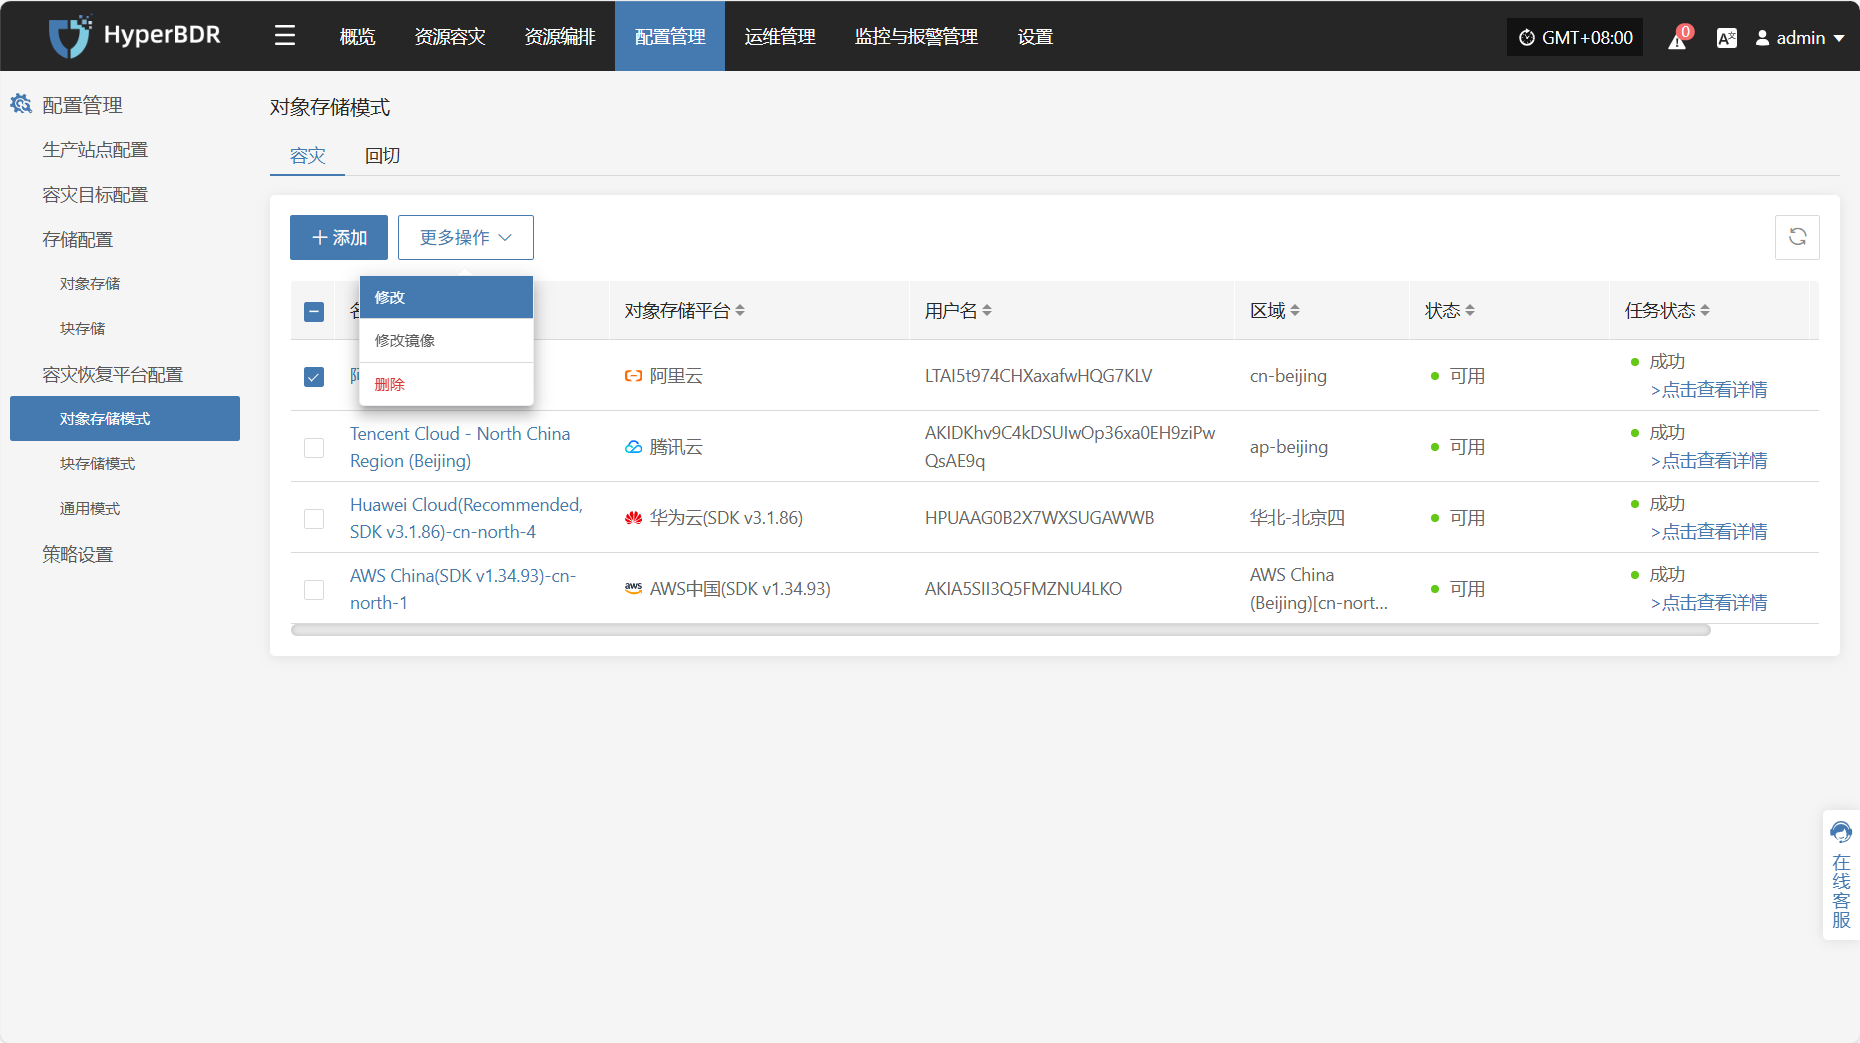 HyperBDR
概览
资源容灾
资源编排
配置管理
运维管理
监控与报警管理
设置
GMT+08:00
0
admin
配置管理
生产站点配置
容灾目标配置
存储配置
对象存储
块存储
容灾恢复平台配置
对象存储模式
块存储模式
通用模式
策略设置
对象存储模式
容灾
回切
添加
更多操作
修改
修改镜像
删除
对象存储平台
用户名
区域
状态
任务状态
阿里云
LTAI5t974CHXaxafwHQG7KLV
cn-beijing
可用
成功
>点击查看详情
Tencent Cloud - North China
Region (Beijing)
腾讯云
AKIDKhv9C4kDSUIwOp36xa0EH9ziPw
QsAE9q
ap-beijing
可用
成功
>点击查看详情
Huawei Cloud(Recommended,
SDK v3.1.86)-cn-north-4
华为云(SDK v3.1.86)
HPUAAG0B2X7WXSUGAWWB
华北-北京四
可用
成功
>点击查看详情
AWS China(SDK v1.34.93)-cn-
north-1
aws
AWS中国(SDK v1.34.93)
AKIA5SII3Q5FMZNU4LKO
AWS China
(Beijing)[cn-nort...
可用
成功
>点击查看详情
在线客服